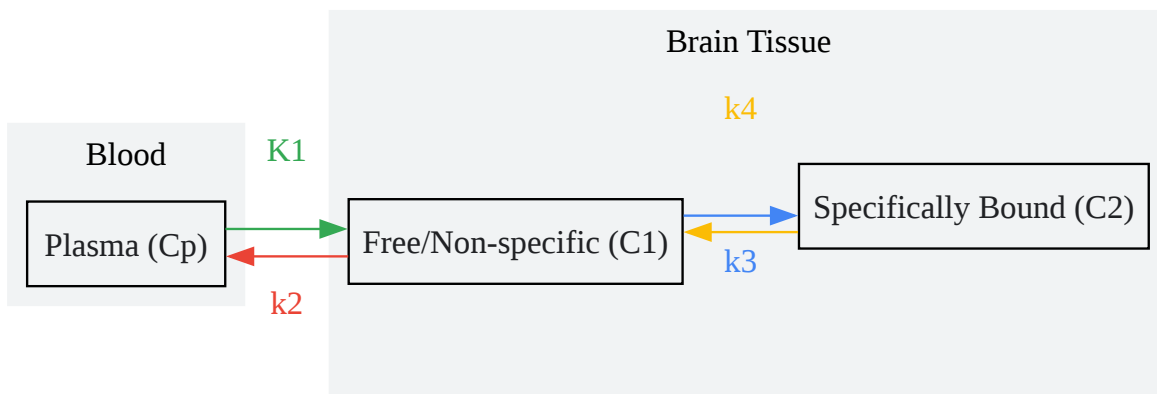 Brain Tissue
k4
Blood
K1
Plasma (Cp)
Free/Non-specific (C1)
Specifically Bound (C2)
k3
k2